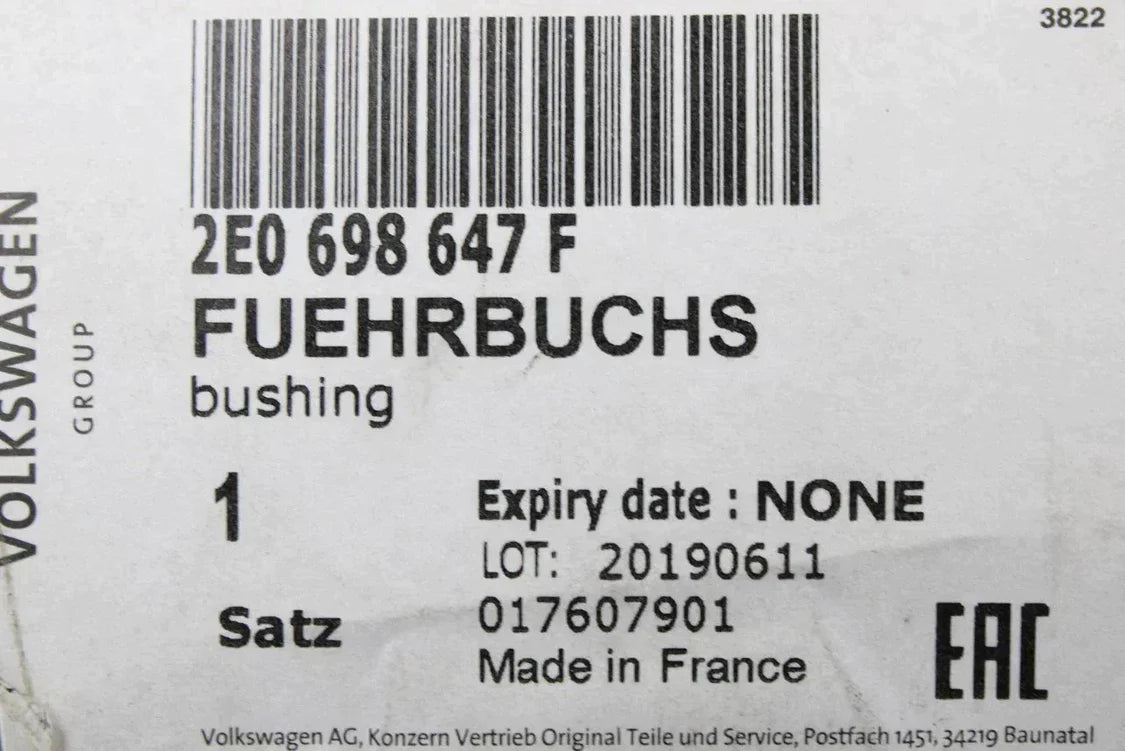 3822
2E0 698 647 F
FUEHRBUCHS
bushing
1
Satz
Expiry date : NONE
LOT: 20190611
017607901
Made in France
EAC
VOLKSWAGEN
GROUP
Volkswagen AG, Konzern Vertrieb Original Teile und Service, Postfach 1451, 34219 Baunatal